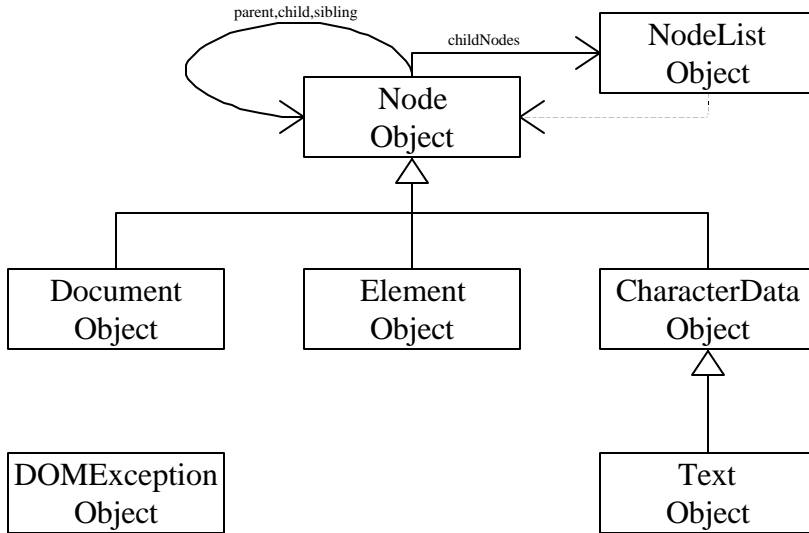 parent,child,sibling
childNodes
NodeList
Object
Node
Object
Document
Object
Element
Object
CharacterData
Object
DOMException
Object
Text
Object